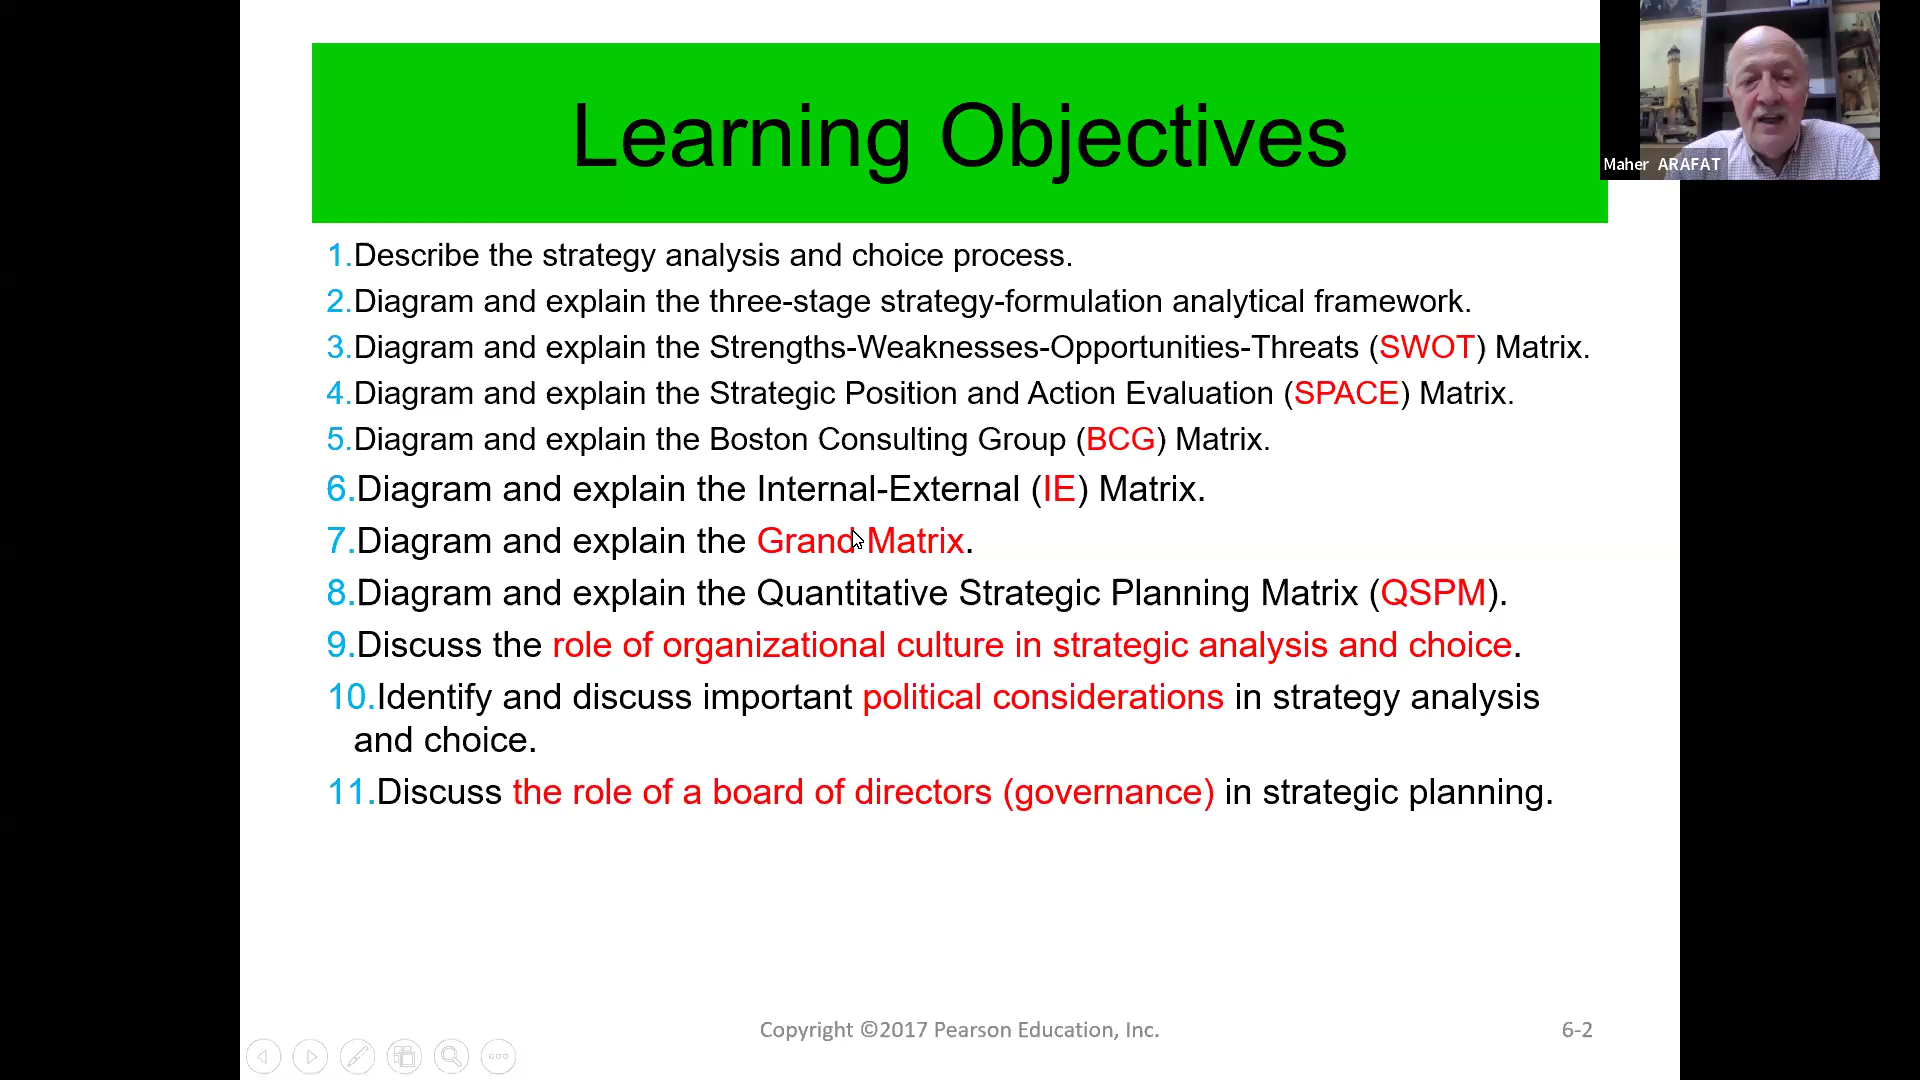 Learning Objectives
Maher ARAFAT
1.Describe the strategy analysis and choice process.
2.Diagram and explain the three-stage strategy-formulation analytical framework.
3.Diagram and explain the Strengths-Weaknesses-Opportunities-Threats (SWOT) Matrix.
4.Diagram and explain the Strategic Position and Action Evaluation (SPACE) Matrix.
5.Diagram and explain the Boston Consulting Group (BCG) Matrix.
6.Diagram and explain the Internal-External (IE) Matrix.
7.Diagram and explain the Grand Matrix.
8.Diagram and explain the Quantitative Strategic Planning Matrix (QSPM).
9.Discuss the role of organizational culture in strategic analysis and choice.
10.Identify and discuss important political considerations in strategy analysis
and choice.
11.Discuss the role of a board of directors (governance) in strategic planning.
Copyright ©2017 Pearson Education, Inc.
6-2